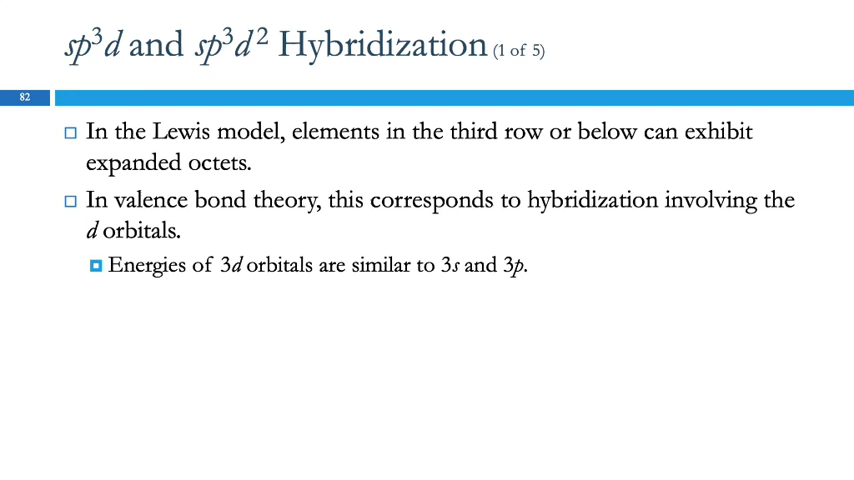 sp³d and sp³d² Hybridization (1 of 5)
82
In the Lewis model, elements in the third row or below can exhibit
expanded octets.
In valence bond theory, this corresponds to hybridization involving the
d orbitals.
Energies of 3d orbitals are similar to 3s and 3p.